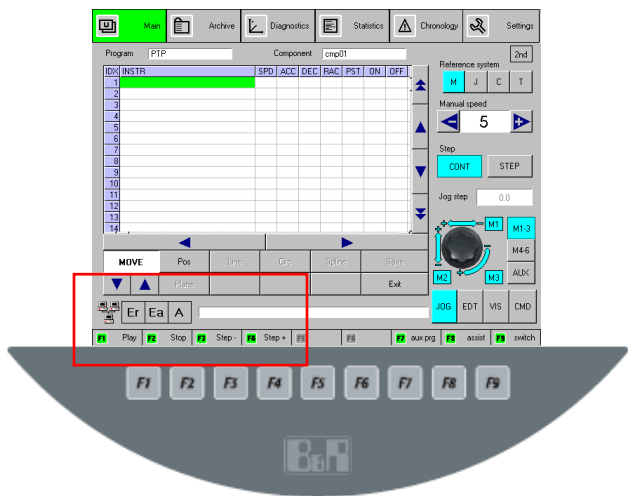 Main Archive Diagnostics Statistics Chronology Settings
Program PTP Component cmp01 2nd
Reference system
IDX INSTR SPD ACC DEC RAC PST ON OFF
M J C T
1
2
3
4
5
6
7
8
9
10
11
12
13
14
Manual speed
5
Step
CONT STEP
Jog step 0.0
M1 M1-3
M4-6
M2 M3 AUX
MOVE Pos Line Circ Spline Save
Plane Exit
Er Ea A
JOG EDT VIS CMD
F1 Play F2 Stop F3 Step - F4 Step + F5 F6 F7 aux prg F8 assist F9 switch
F1 F2 F3 F4 F5 F6 F7 F8 F9
B&R